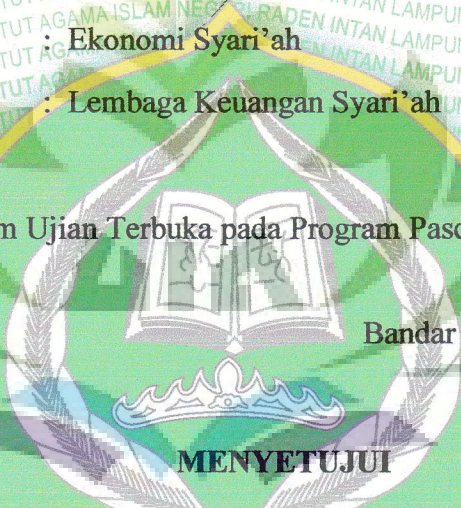 TUT AGAMA ISLAM NEGERI RADEN INTAN LAMPUN
: Ekonomi Syari’ah
: Lembaga Keuangan Syari’ah
m Ujian Terbuka pada Program Pasc
Bandar
MENYETUJUI